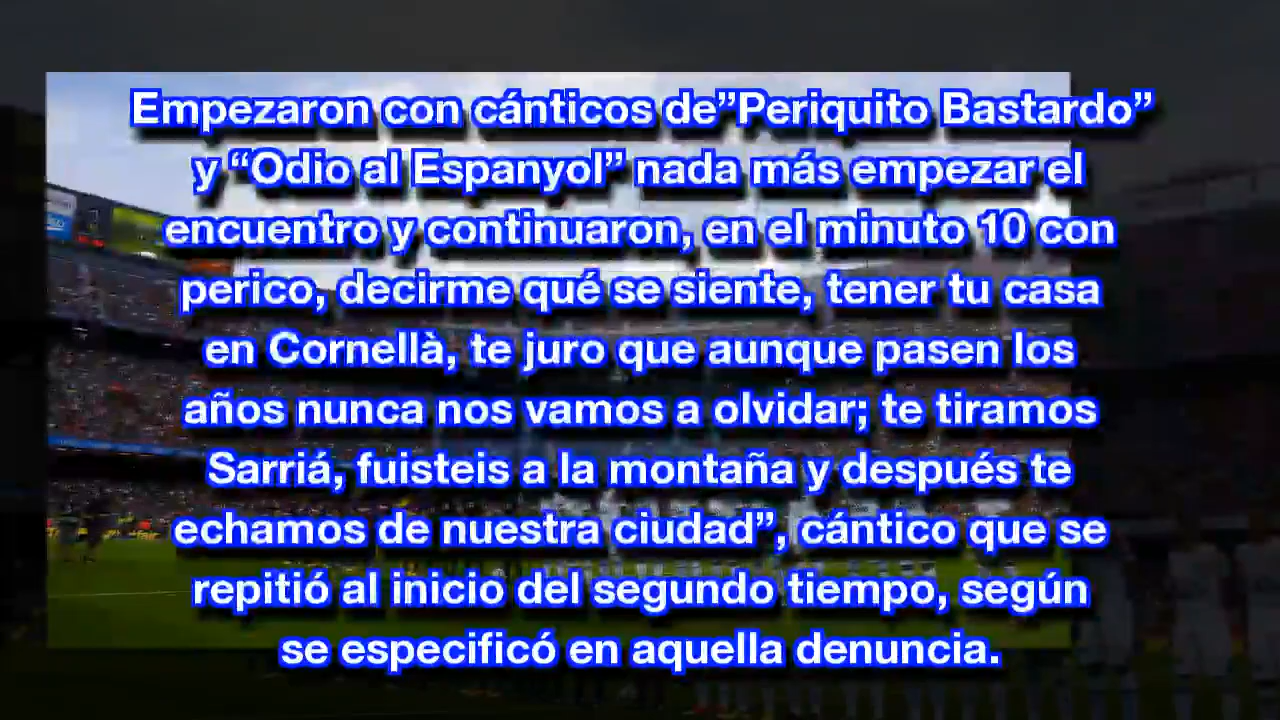 Empezaron con cánticos de”Periquito Bastardo”
y “Odio al Espanyol” nada más empezar el
encuentro y continuaron, en el minuto 10 con
perico, decirme qué se siente, tener tu casa
en Cornellà, te juro que aunque pasen los
años nunca nos vamos a olvidar; te tiramos
Sarriá, fuisteis a la montaña y después te
echamos de nuestra ciudad”, cántico que se
repitió al inicio del segundo tiempo, según
se especificó en aquella denuncia.